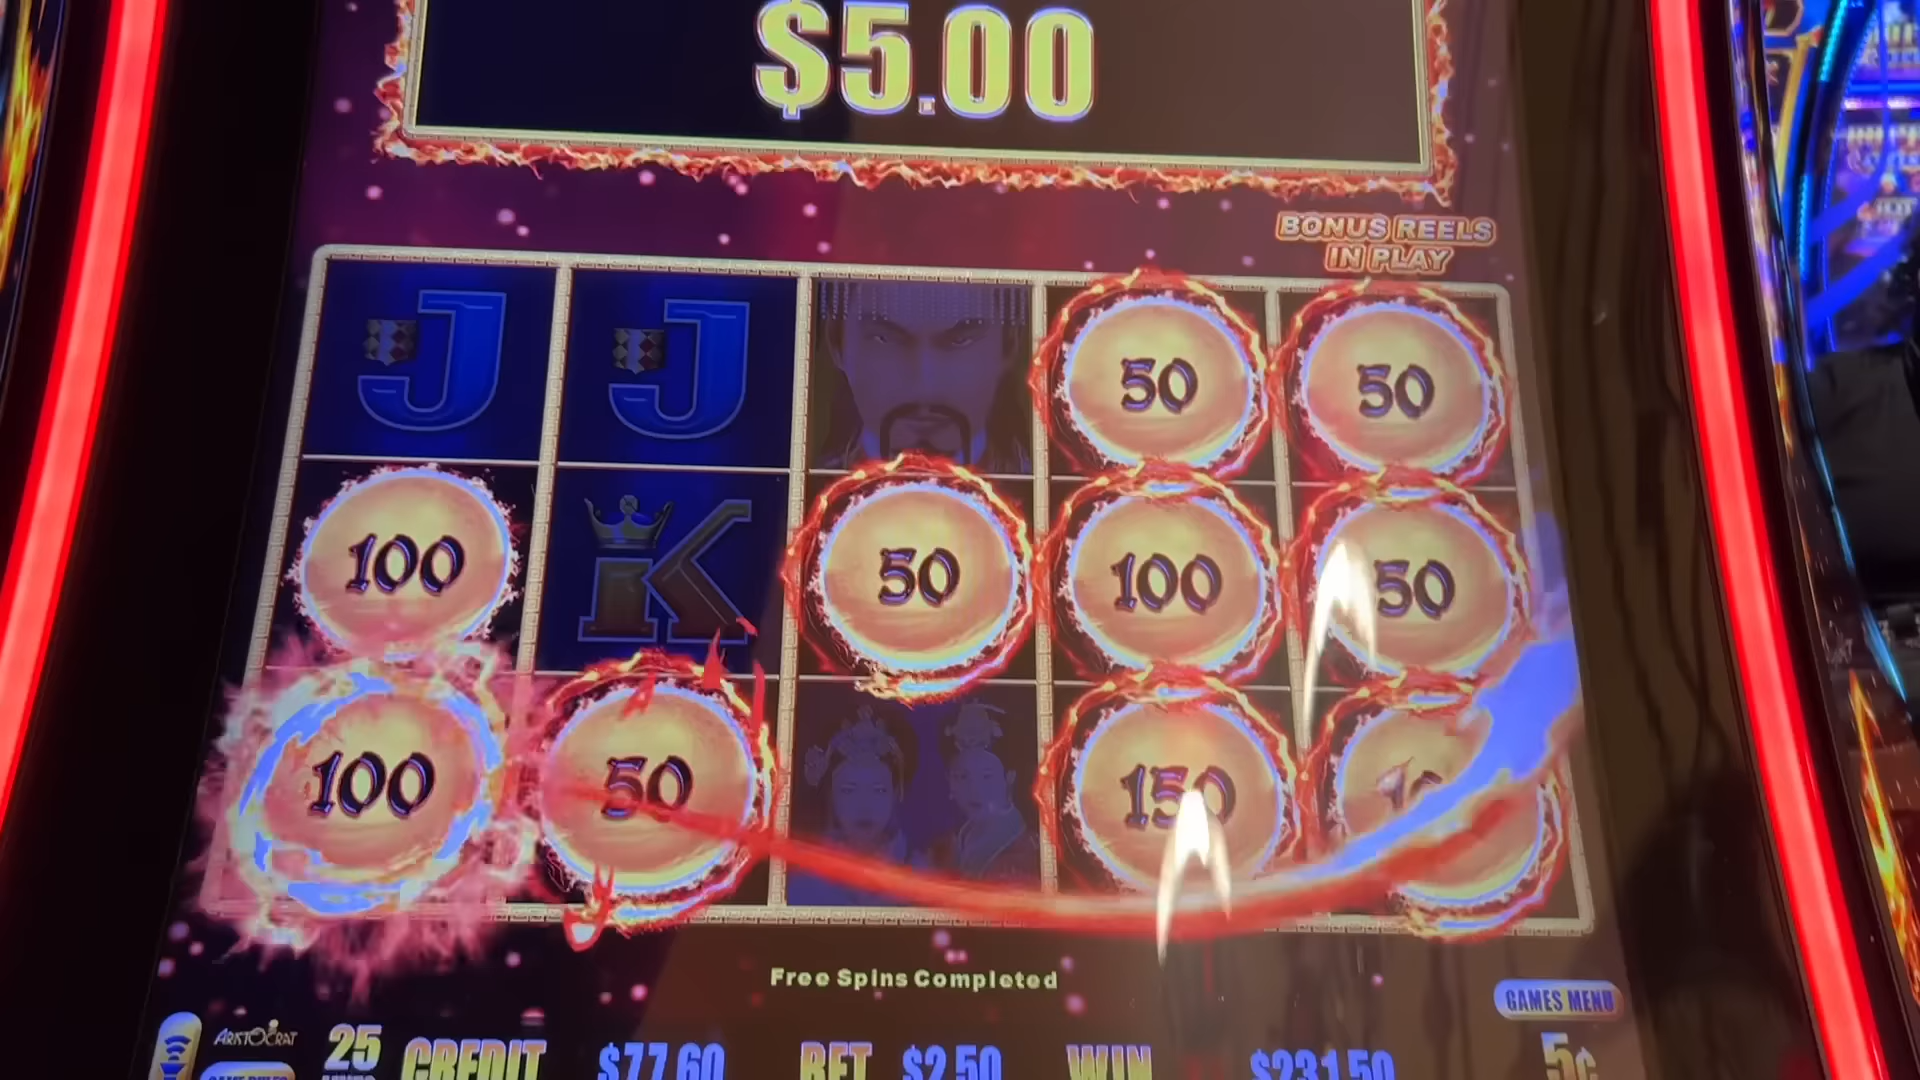 $5.00
BONUS REELS
IN PLAY
J J 50 50
100 K 50 100 50
100 50 150
Free Spins Completed
GAMES MENU
ARISTOCRAT 25 CREDIT $77.60 BET $2.50 WIN $231.50 5¢